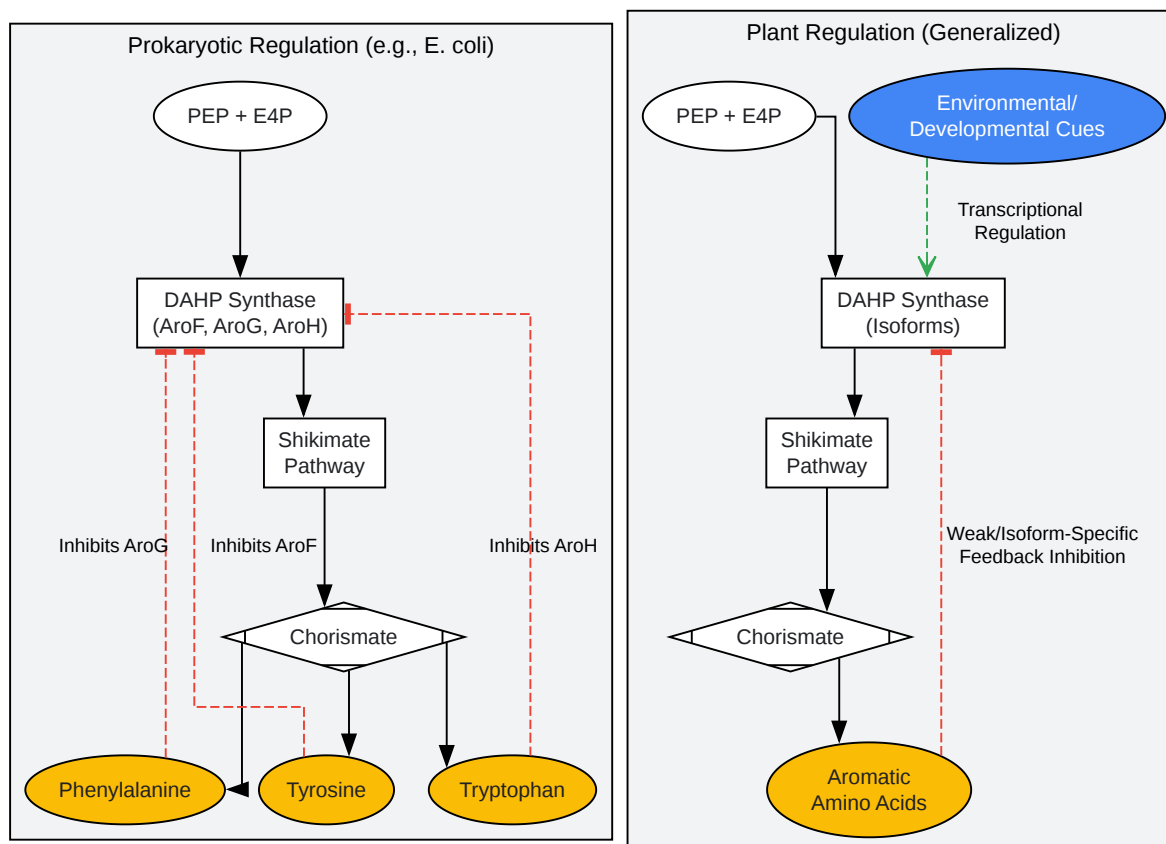 Prokaryotic Regulation (e.g., E. coli)
PEP + E4P
DAHP Synthase
(AroF, AroG, AroH)
Shikimate
Pathway
Inhibits AroG
Inhibits AroF
Inhibits AroH
Chorismate
Phenylalanine
Tyrosine
Tryptophan
Plant Regulation (Generalized)
PEP + E4P
Environmental/
Developmental Cues
Transcriptional
Regulation
DAHP Synthase
(Isoforms)
Shikimate
Pathway
Weak/Isoform-Specific
Feedback Inhibition
Chorismate
Aromatic
Amino Acids